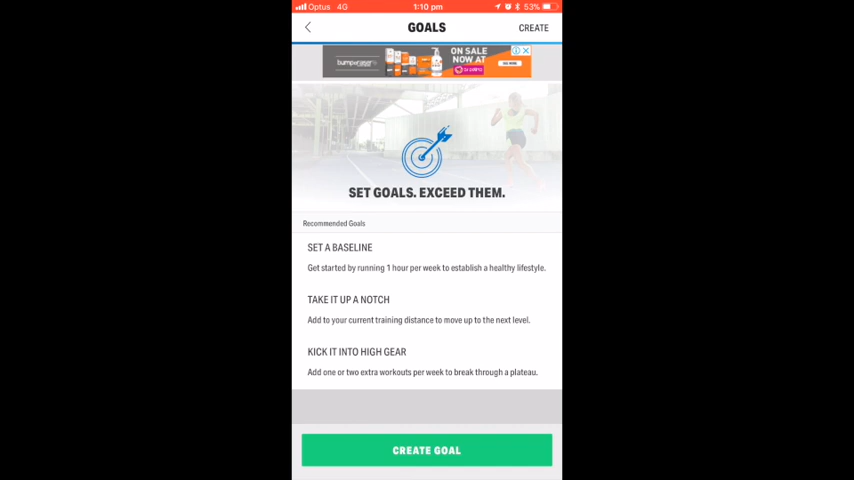 Optus 4G 1:10 pm 53%
GOALS CREATE
ON SALE
NOW AT
SET GOALS. EXCEED THEM.
Recommended Goals
SET A BASELINE
Get started by running 1 hour per week to establish a healthy lifestyle.
TAKE IT UP A NOTCH
Add to your current training distance to move up to the next level.
KICK IT INTO HIGH GEAR
Add one or two extra workouts per week to break through a plateau.
CREATE GOAL